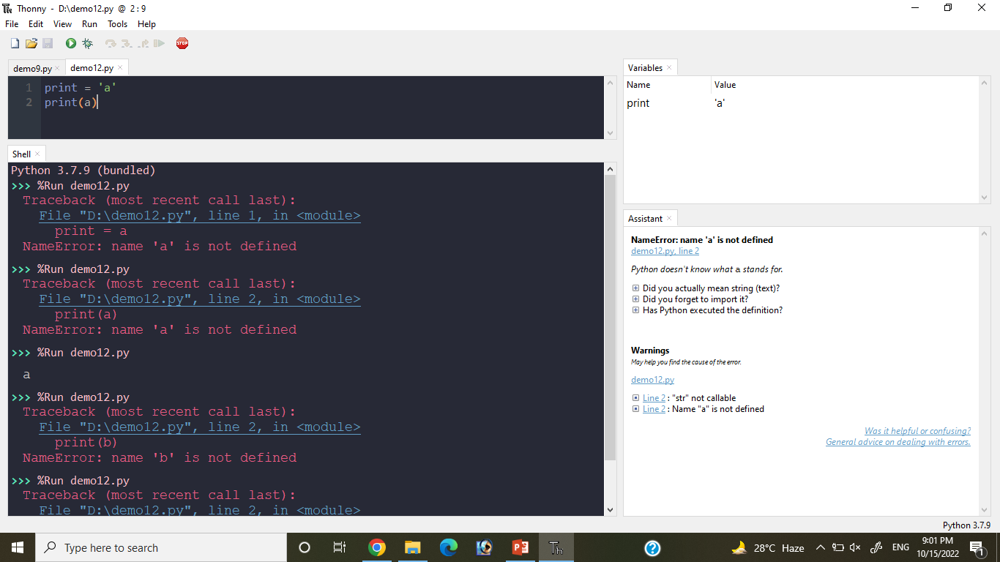 Thonny - D:\demo12.py @ 2:9
File Edit View Run Tools Help
STOP
demo9.py × demo12.py ×
1 print = 'a'
2 print(a)
Shell ×
Python 3.7.9 (bundled)
>>> %Run demo12.py
Traceback (most recent call last):
File "D:\demo12.py", line 1, in <module>
print = a
NameError: name 'a' is not defined
>>> %Run demo12.py
Traceback (most recent call last):
File "D:\demo12.py", line 2, in <module>
print(a)
NameError: name 'a' is not defined
>>> %Run demo12.py
a
>>> %Run demo12.py
Traceback (most recent call last):
File "D:\demo12.py", line 2, in <module>
print(b)
NameError: name 'b' is not defined
>>> %Run demo12.py
Traceback (most recent call last):
File "D:\demo12.py", line 2, in <module>
Variables ×
Name Value
print 'a'
Assistant ×
NameError: name 'a' is not defined
demo12.py, line 2
Python doesn't know what a stands for.
Did you actually mean string (text)?
Did you forget to import it?
Has Python executed the definition?
Warnings
May help you find the cause of the error.
demo12.py
Line 2 : "str" not callable
Line 2 : Name "a" is not defined
Was it helpful or confusing?
General advice on dealing with errors.
Python 3.7.9
Type here to search
28°C Haze
ENG
9:01 PM
10/15/2022
1